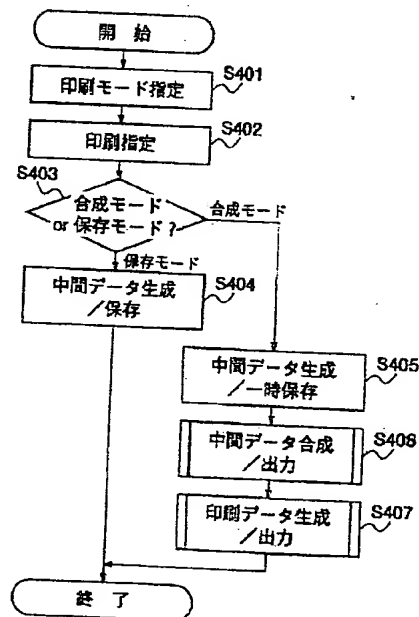 開 始
印刷モード指定
S401
印刷指定
S402
S403
合成モード
or 保存モード?
合成モード
保存モード
中間データ生成
/保存
S404
中間データ生成
/一時保存
S405
中間データ合成
/出力
S408
印刷データ生成
/出力
S407
終 了